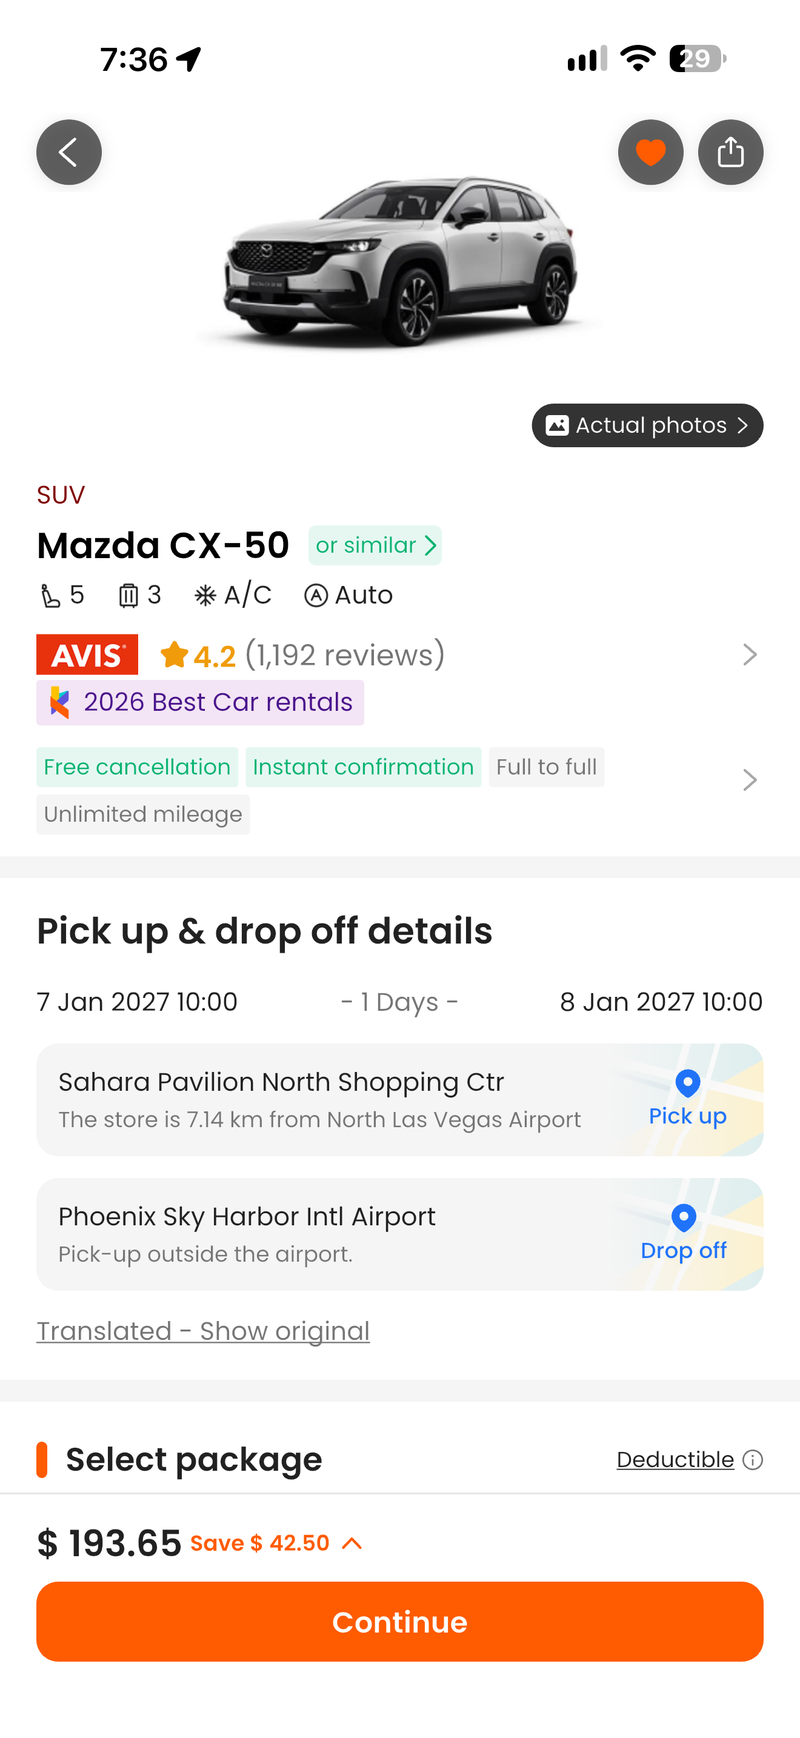 7:36
29
Actual photos
SUV
Mazda CX-50 or similar
5 3 A/C Auto
AVIS 4.2 (1,192 reviews)
2026 Best Car rentals
Free cancellation Instant confirmation Full to full
Unlimited mileage
Pick up & drop off details
7 Jan 2027 10:00 - 1 Days - 8 Jan 2027 10:00
Sahara Pavilion North Shopping Ctr
The store is 7.14 km from North Las Vegas Airport
Pick up
Phoenix Sky Harbor Intl Airport
Pick-up outside the airport.
Drop off
Translated - Show original
Select package Deductible
$ 193.65 Save $ 42.50
Continue